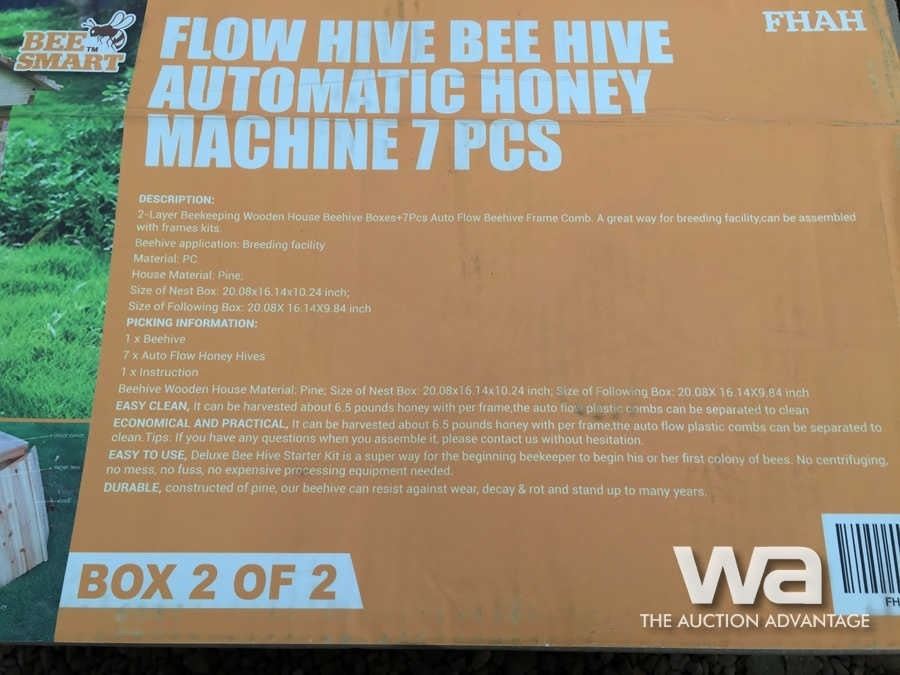 BEE
SMART
TM
FHAH
FLOW HIVE BEE HIVE
AUTOMATIC HONEY
MACHINE 7 PCS
DESCRIPTION:
2-Layer Beekeeping Wooden House Beehive Boxes+7Pcs Auto Flow Beehive Frame Comb. A great way for breeding facility,can be assembled
with frames kits.
Beehive application: Breeding facility
Material: PC
House Material: Pine;
Size of Nest Box: 20.08x16.14x10.24 inch;
Size of Following Box: 20.08X 16.14X9.84 inch
PICKING INFORMATION:
1 x Beehive
7 x Auto Flow Honey Hives
1 x Instruction
Beehive Wooden House Material: Pine; Size of Nest Box: 20.08x16.14x10.24 inch; Size of Following Box: 20.08X 16.14X9.84 inch
EASY CLEAN, It can be harvested about 6.5 pounds honey with per frame,the auto flow plastic combs can be separated to clean
ECONOMICAL AND PRACTICAL, It can be harvested about 6.5 pounds honey with per frame,the auto flow plastic combs can be separated to
clean.Tips: If you have any questions when you assemble it, please contact us without hesitation.
EASY TO USE, Deluxe Bee Hive Starter Kit is a super way for the beginning beekeeper to begin his or her first colony of bees. No centrifuging,
no mess, no fuss, no expensive processing equipment needed.
DURABLE, constructed of pine, our beehive can resist against wear, decay & rot and stand up to many years.
BOX 2 OF 2
FH
wa
THE AUCTION ADVANTAGE